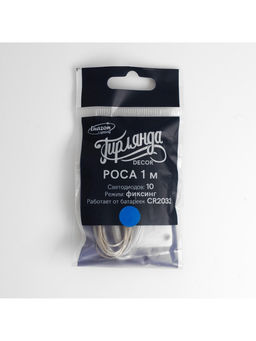 Гирлянда
DECOR
РОСА 1 м
Светодиодов: 10
Режим: фиксинг
Работает от батареек CR2032